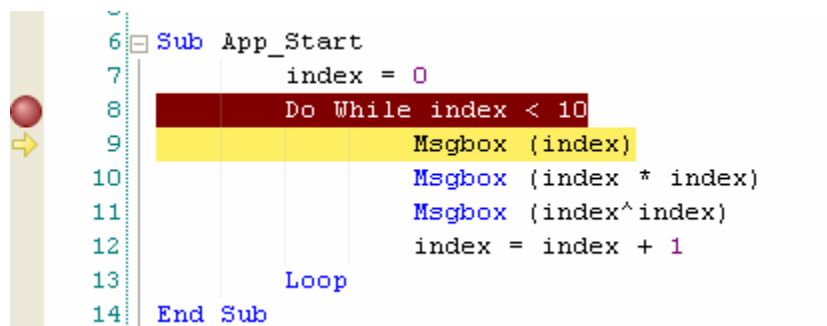 6 Sub App_Start
7 index = 0
8 Do While index < 10
9 Msgbox (index)
10 Msgbox (index * index)
11 Msgbox (index^index)
12 index = index + 1
13 Loop
14 End Sub